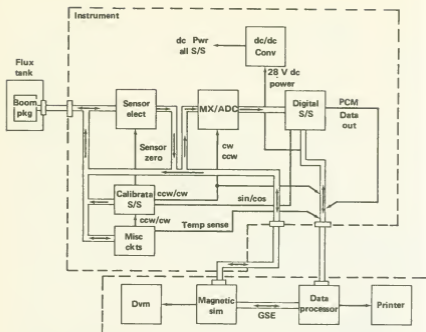 Instrument
dc Pwr
all S/S
dc/dc
Conv
Flux
tank
28 V dc
power
Boom
pkg
Sensor
elect
MX/ADC
Digital
S/S
PCM
Data
out
Sensor
zero
cw
ccw
Calibrata
S/S
ccw/cw
sin/cos
ccw/cw
Temp sense
Misc
ckts
Dvm
Magnetic
sim
GSE
Data
processor
Printer